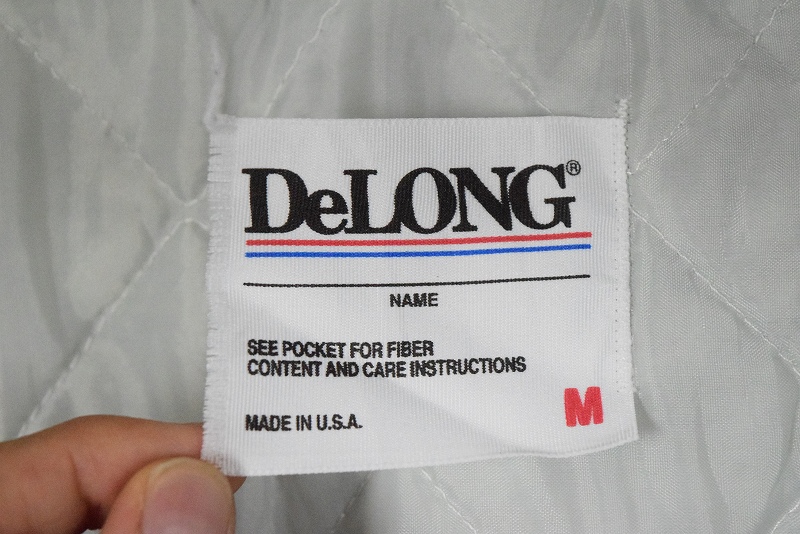 DeLONG®
NAME
SEE POCKET FOR FIBER
CONTENT AND CARE INSTRUCTIONS
MADE IN U.S.A.
M